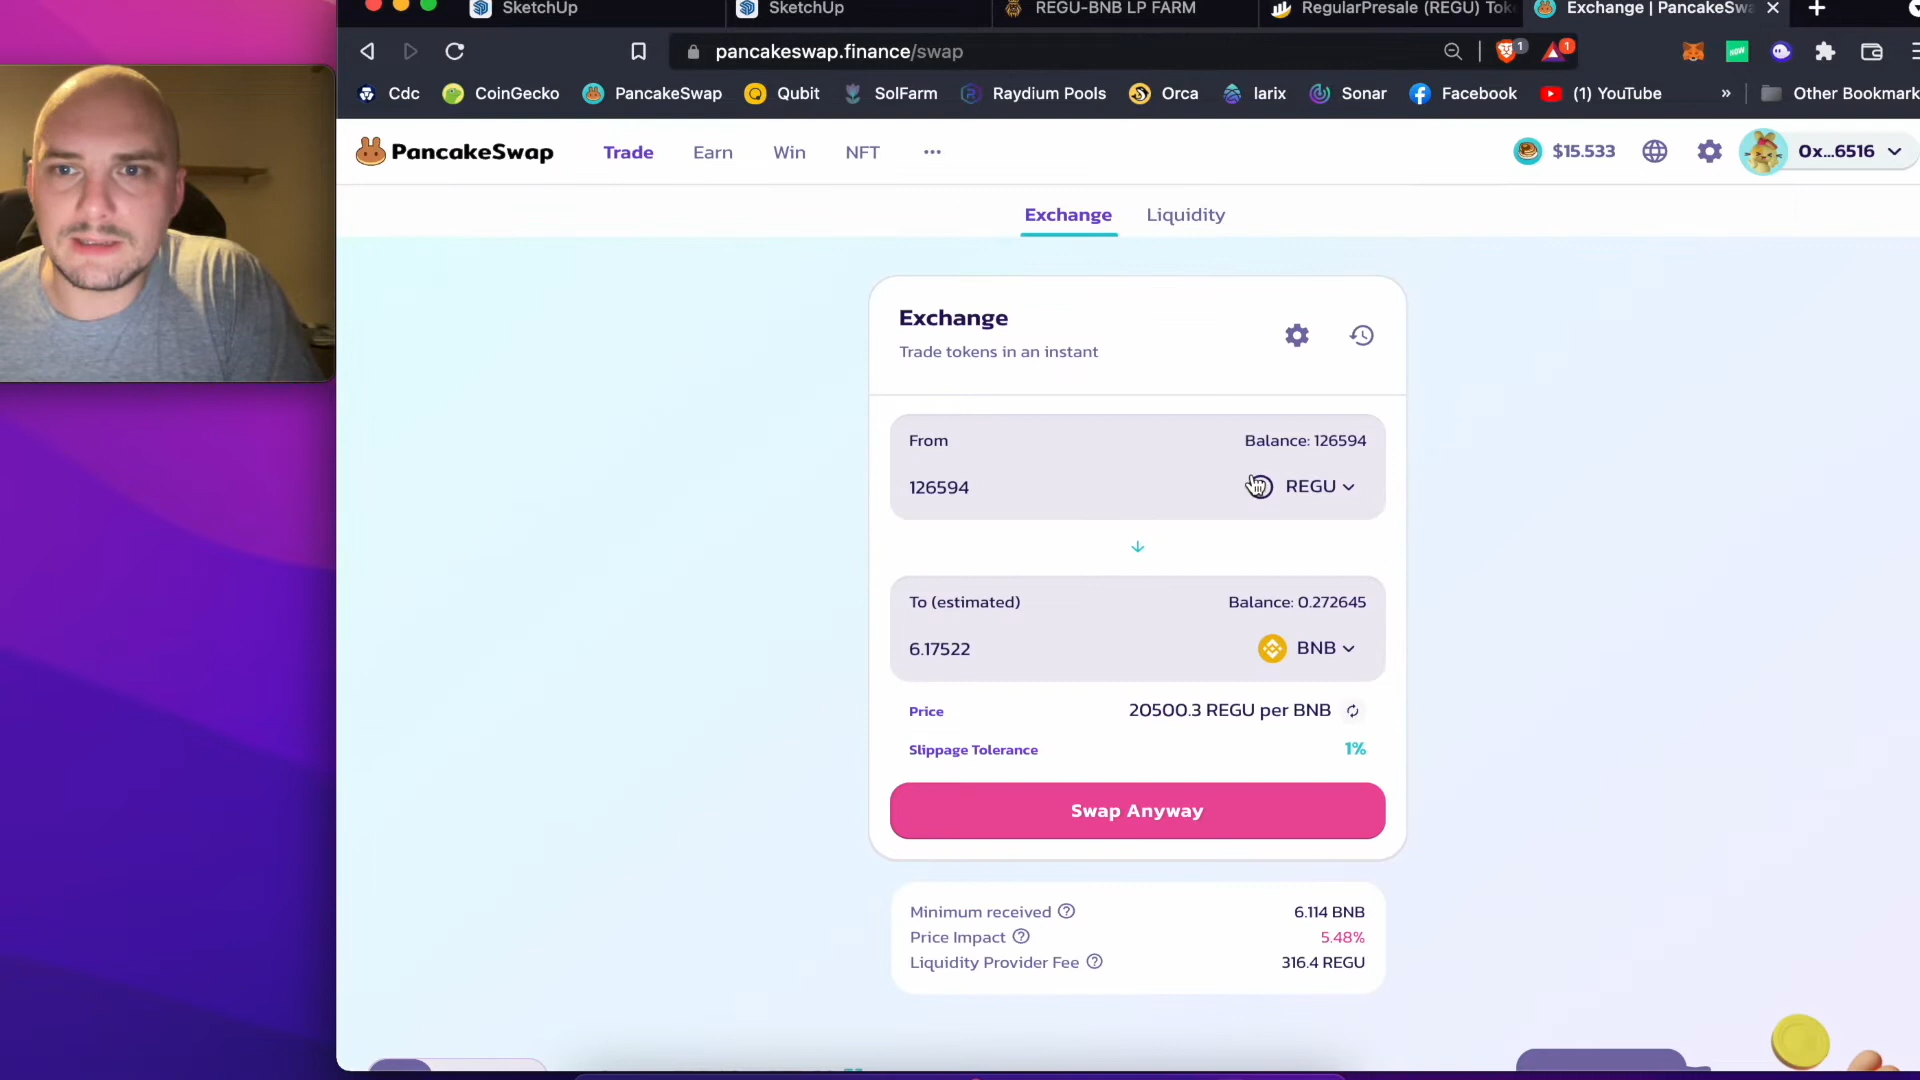 SketchUp SketchUp REGU-BNB LP FARM RegularPresale (REGU) Tok Exchange | PancakeSwa
pancakeswap.finance/swap 1 1 NOW
Cdc CoinGecko PancakeSwap Qubit SolFarm Raydium Pools Orca larix Sonar Facebook (1) YouTube » Other Bookmark
PancakeSwap Trade Earn Win NFT ... $15.533 0x...6516
Exchange Liquidity
Exchange
Trade tokens in an instant
From Balance: 126594
126594 REGU
To (estimated) Balance: 0.272645
6.17522 BNB
Price 20500.3 REGU per BNB
Slippage Tolerance 1%
Swap Anyway
Minimum received ? 6.114 BNB
Price Impact ? 5.48%
Liquidity Provider Fee ? 316.4 REGU